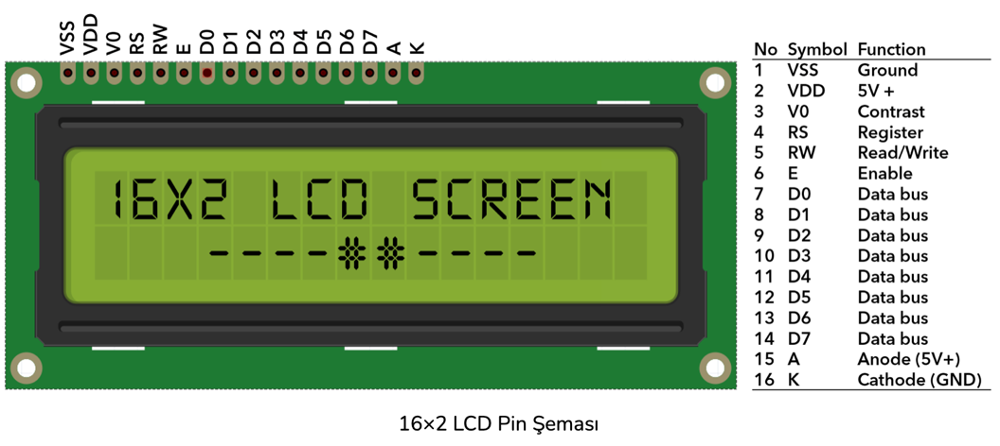 VSS VDD V0 RS RW E D0 D1 D2 D3 D4 D5 D6 D7 A K
16X2 LCD SCREEN
----##----
No Symbol Function
1 VSS Ground
2 VDD 5V +
3 V0 Contrast
4 RS Register
5 RW Read/Write
6 E Enable
7 D0 Data bus
8 D1 Data bus
9 D2 Data bus
10 D3 Data bus
11 D4 Data bus
12 D5 Data bus
13 D6 Data bus
14 D7 Data bus
15 A Anode (5V+)
16 K Cathode (GND)
16×2 LCD Pin Şeması